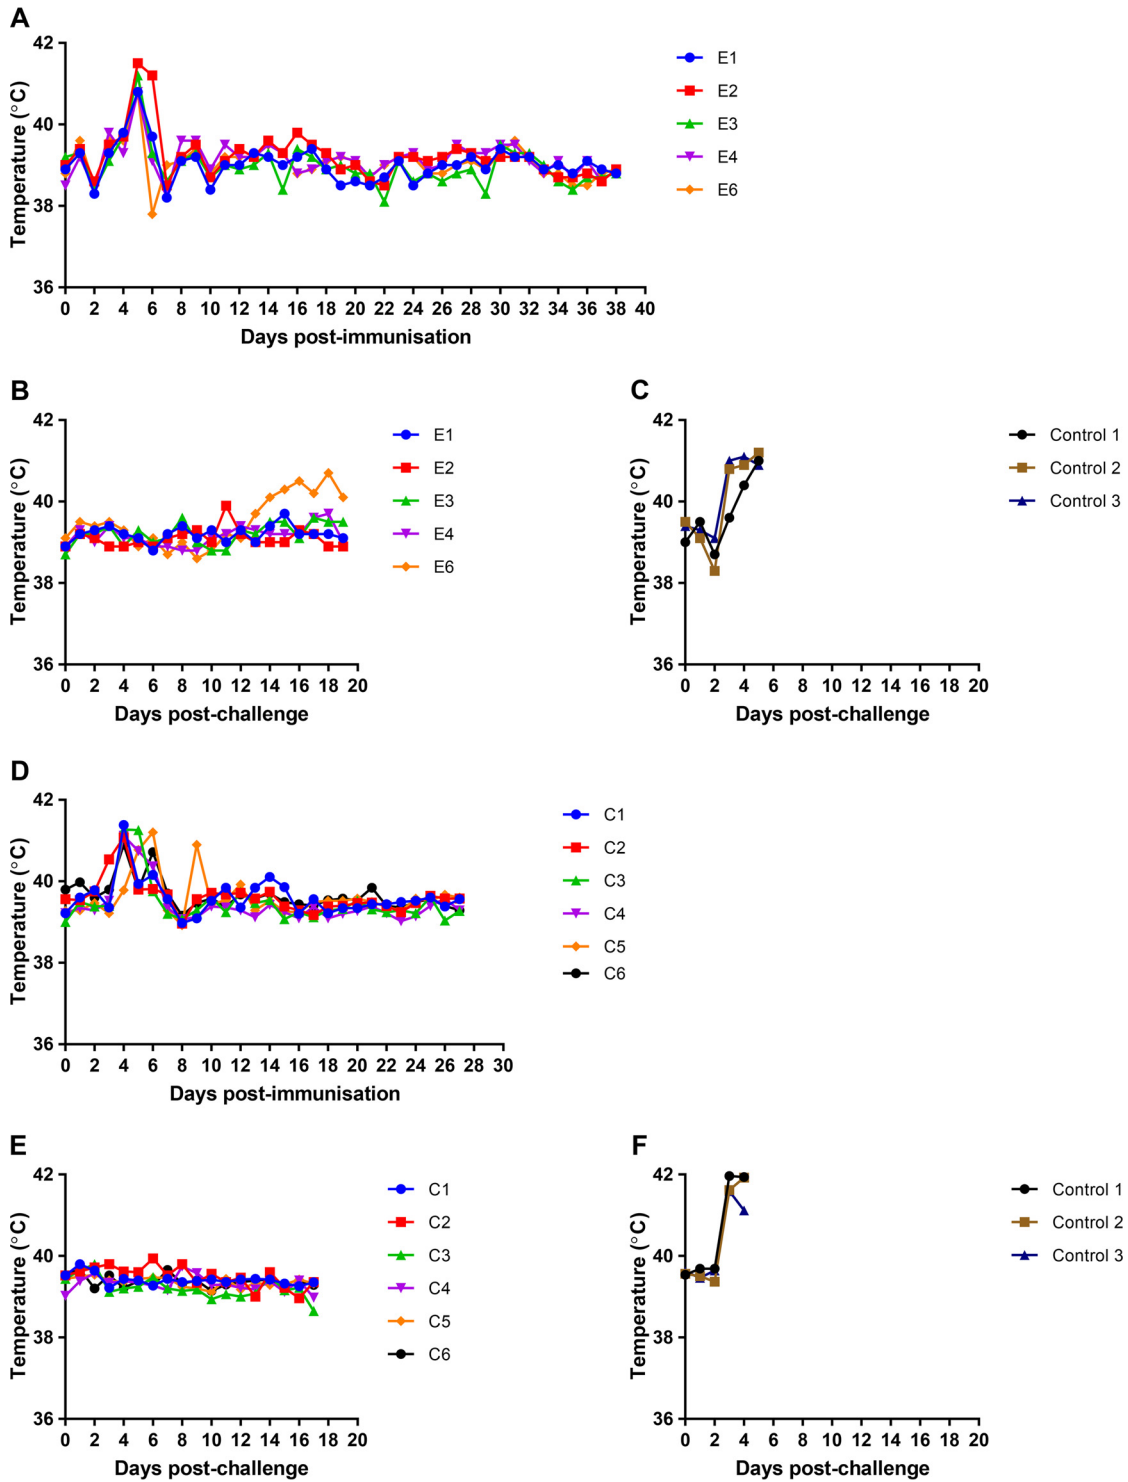 A
Temperature (°C)
42
40
38
36
0 2 4 6 8 10 12 14 16 18 20 22 24 26 28 30 32 34 36 38 40
Days post-immunisation
E1
E2
E3
E4
E6
B
Temperature (°C)
42
40
38
36
0 2 4 6 8 10 12 14 16 18 20
Days post-challenge
E1
E2
E3
E4
E6
C
Temperature (°C)
42
40
38
36
0 2 4 6 8 10 12 14 16 18 20
Days post-challenge
Control 1
Control 2
Control 3
D
Temperature (°C)
42
40
38
36
0 2 4 6 8 10 12 14 16 18 20 22 24 26 28 30
Days post-immunisation
C1
C2
C3
C4
C5
C6
E
Temperature (°C)
42
40
38
36
0 2 4 6 8 10 12 14 16 18 20
Days post-challenge
C1
C2
C3
C4
C5
C6
F
Temperature (°C)
42
40
38
36
0 2 4 6 8 10 12 14 16 18 20
Days post-challenge
Control 1
Control 2
Control 3